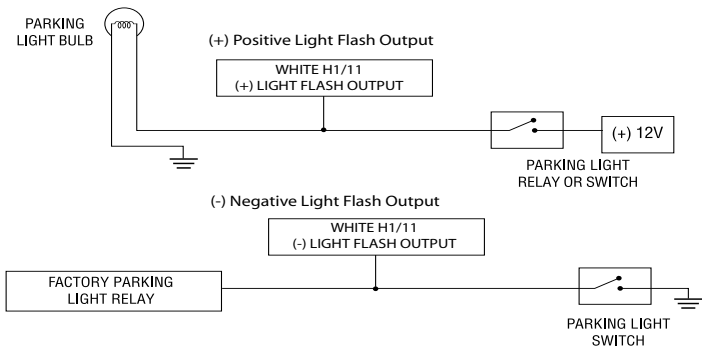 PARKING
LIGHT BULB
(+) Positive Light Flash Output
WHITE H1/11
(+) LIGHT FLASH OUTPUT
(+) 12V
PARKING LIGHT
RELAY OR SWITCH
(-) Negative Light Flash Output
WHITE H1/11
(-) LIGHT FLASH OUTPUT
FACTORY PARKING
LIGHT RELAY
PARKING LIGHT
SWITCH